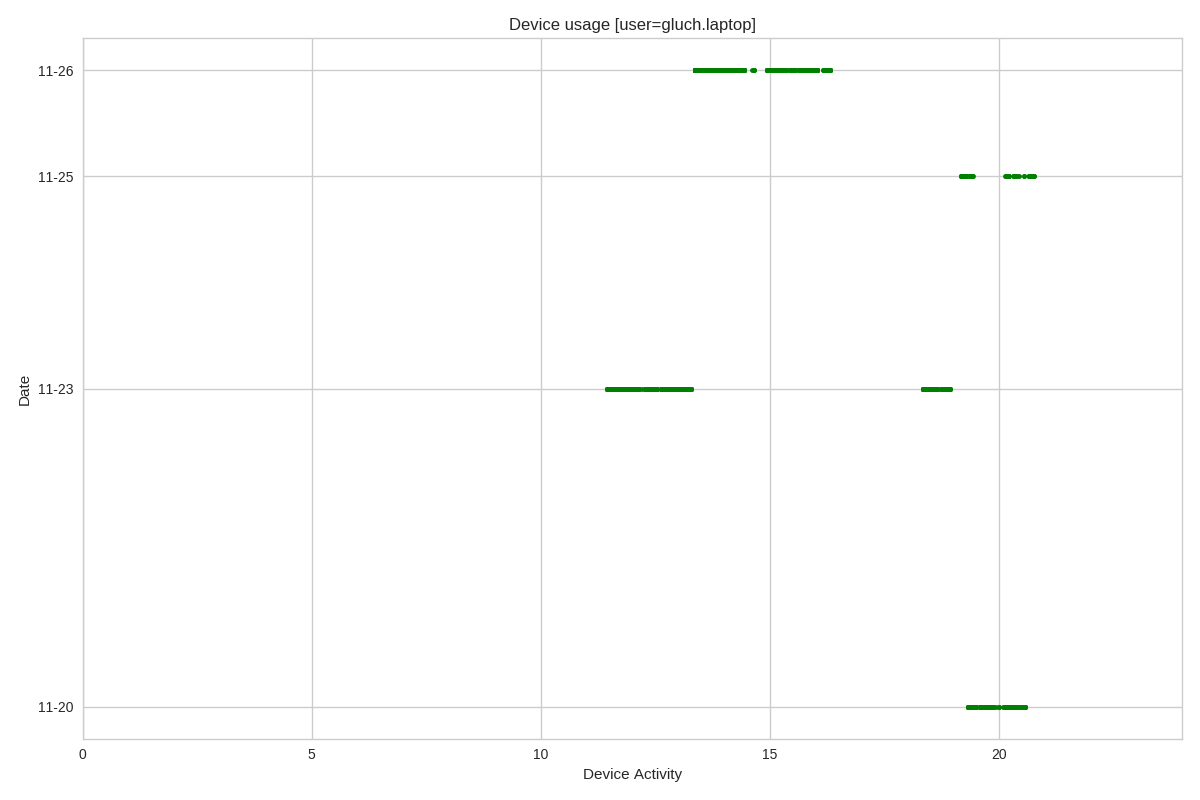 Device usage [user=gluch.laptop]
11-26
11-25
11-23
11-20
Date
0 5 10 15 20
Device Activity